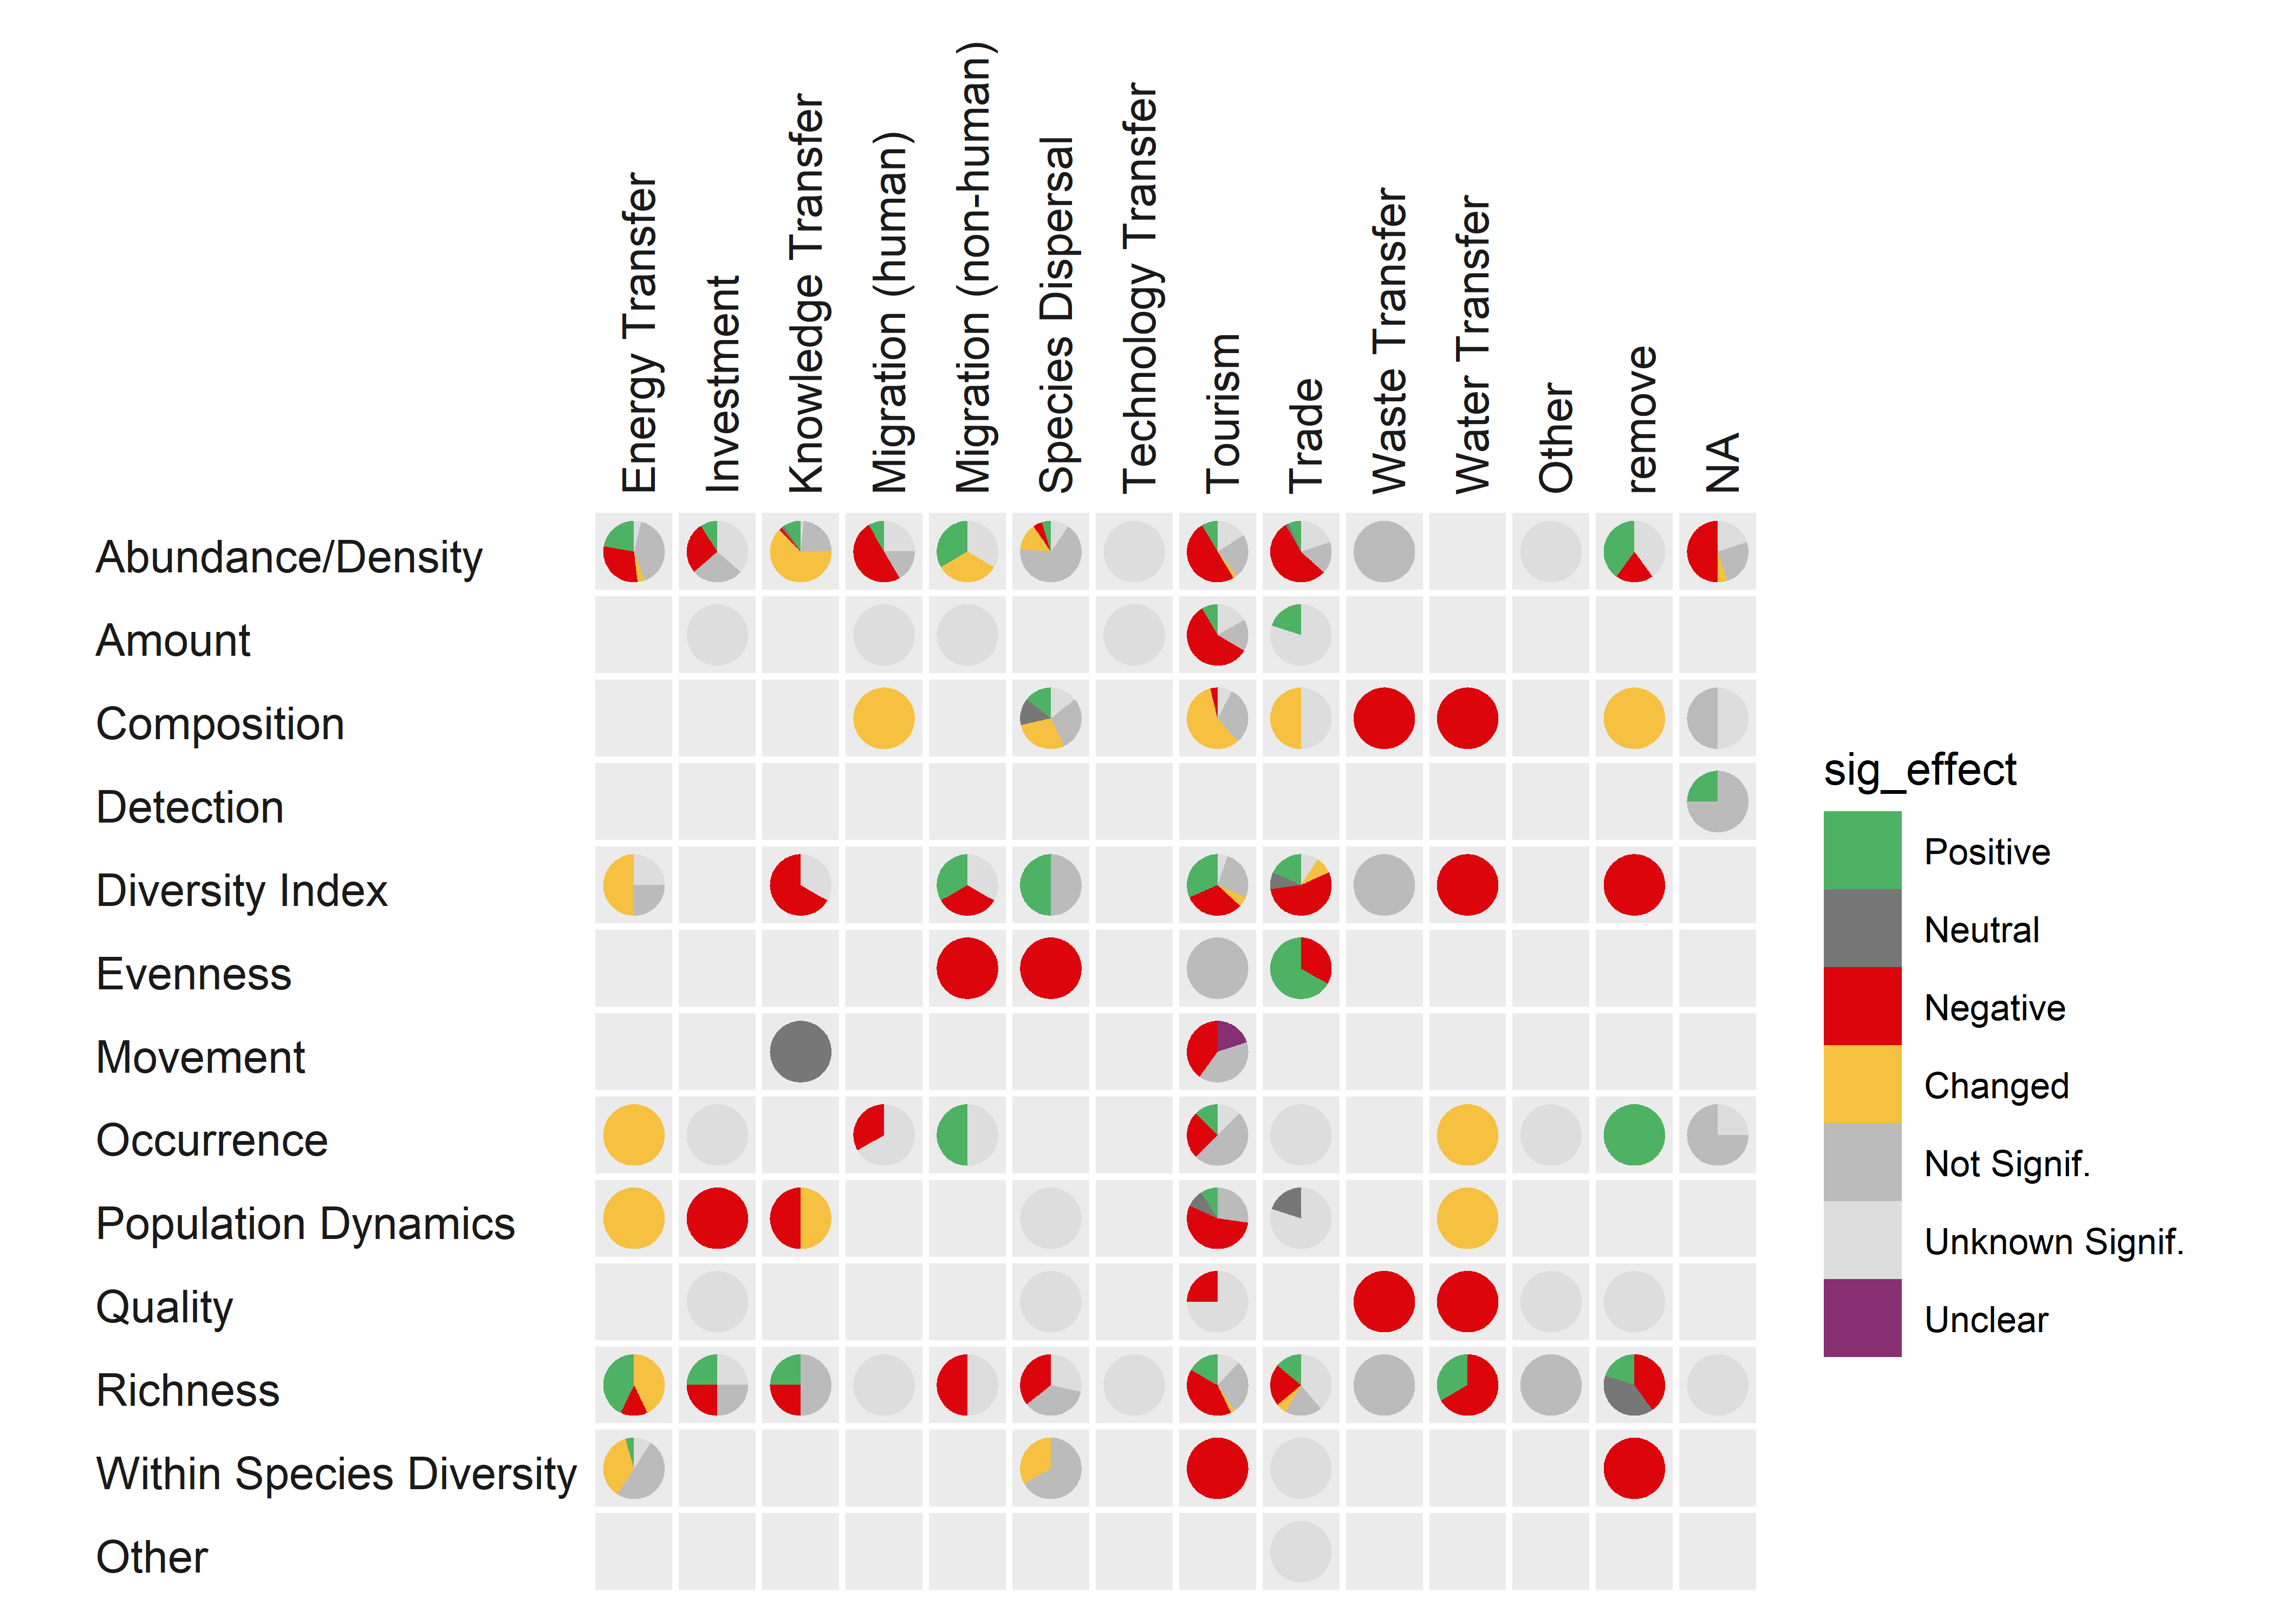 Energy Transfer
Investment
Knowledge Transfer
Migration (human)
Migration (non-human)
Species Dispersal
Technology Transfer
Tourism
Trade
Waste Transfer
Water Transfer
Other
remove
NA
Abundance/Density
Amount
Composition
Detection
Diversity Index
Evenness
Movement
Occurrence
Population Dynamics
Quality
Richness
Within Species Diversity
Other
sig_effect
Positive
Neutral
Negative
Changed
Not Signif.
Unknown Signif.
Unclear